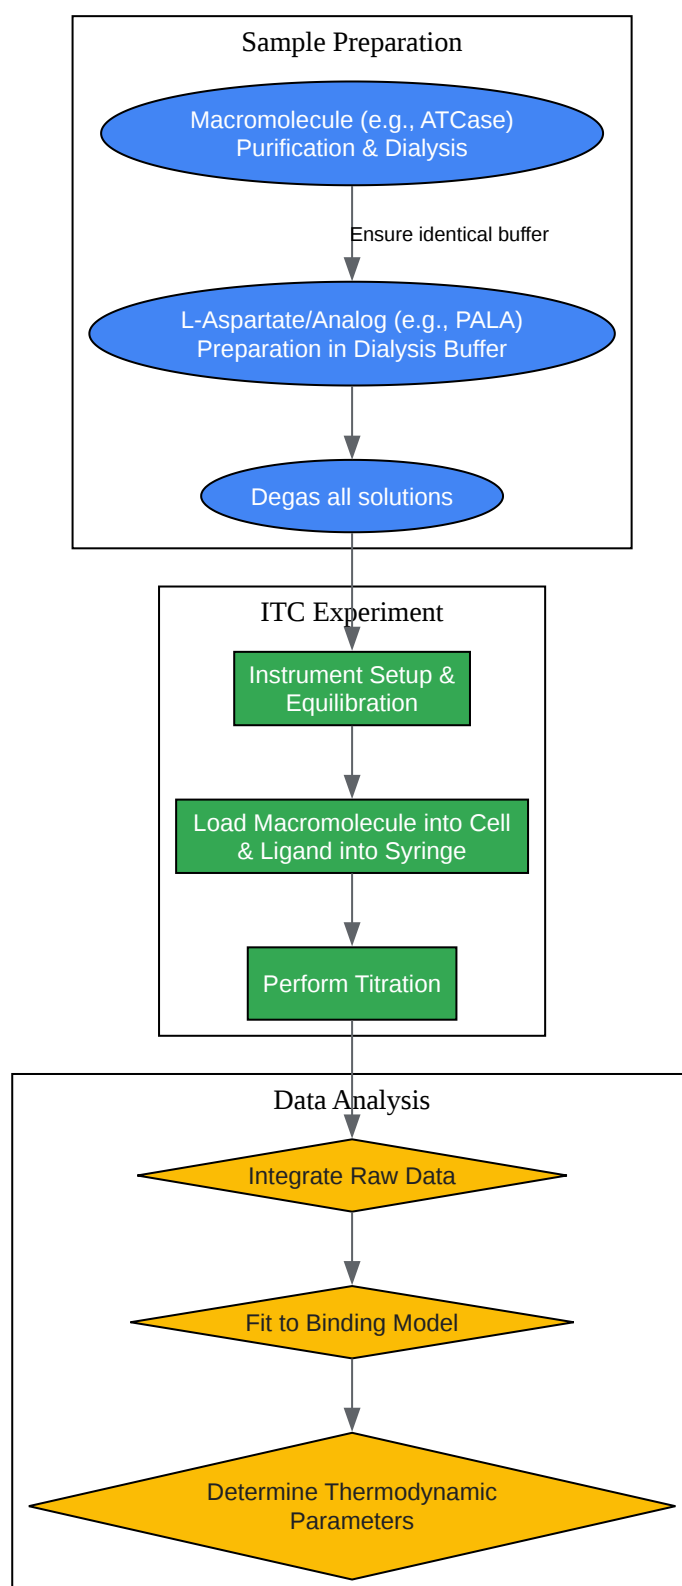 Sample Preparation
Macromolecule (e.g., ATCase)
Purification & Dialysis
Ensure identical buffer
L-Aspartate/Analog (e.g., PALA)
Preparation in Dialysis Buffer
Degas all solutions
ITC Experiment
Instrument Setup &
Equilibration
Load Macromolecule into Cell
& Ligand into Syringe
Perform Titration
Data Analysis
Integrate Raw Data
Fit to Binding Model
Determine Thermodynamic
Parameters